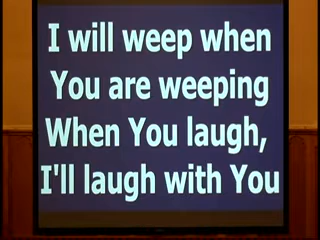 I will weep when
You are weeping
When You laugh,
I'll laugh with You